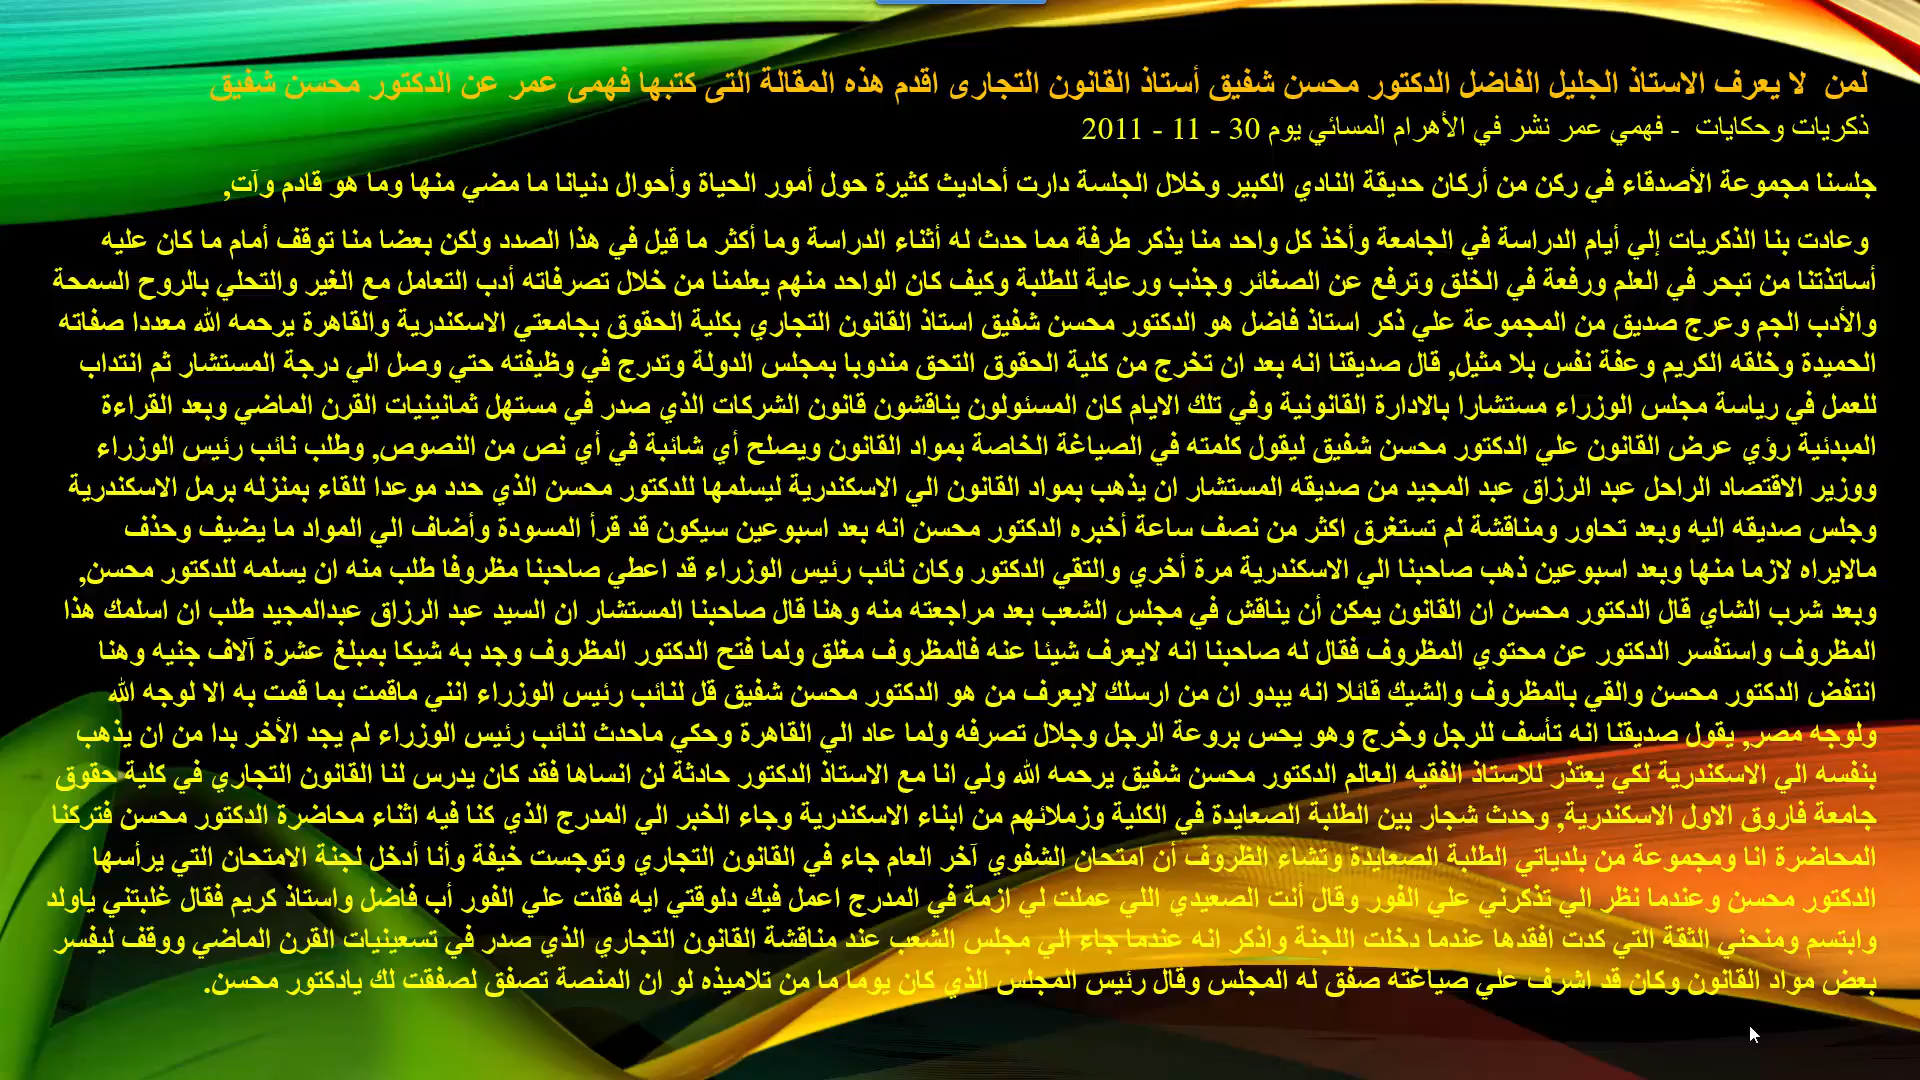 لمن لا يعرف الاستاذ الجليل الفاضل الدكتور محسن شفيق أستاذ القانون التجارى اقدم هذه المقالة التى كتبها فهمى عمر عن الدكتور محسن شفيق
ذكريات وحكايات - فهمي عمر نشر في الأهرام المسائي يوم 30 - 11 - 2011
جلسنا مجموعة الأصدقاء في ركن من أركان حديقة النادي الكبير وخلال الجلسة دارت أحاديث كثيرة حول أمور الحياة وأحوال دنيانا ما مضي منها وما هو قادم وآت,
وعادت بنا الذكريات إلي أيام الدراسة في الجامعة وأخذ كل واحد منا يذكر طرفة مما حدث له أثناء الدراسة وما أكثر ما قيل في هذا الصدد ولكن بعضا منا توقف أمام ما كان عليه
أساتذتنا من تبحر في العلم ورفعة في الخلق وترفع عن الصغائر وجذب ورعاية للطلبة وكيف كان الواحد منهم يعلمنا من خلال تصرفاته أدب التعامل مع الغير والتحلي بالروح السمحة
والأدب الجم وعرج صديق من المجموعة علي ذكر استاذ فاضل هو الدكتور محسن شفيق استاذ القانون التجاري بكلية الحقوق بجامعتي الاسكندرية والقاهرة يرحمه الله معددا صفاته
الحميدة وخلقه الكريم وعفة نفس بلا مثيل, قال صديقنا انه بعد ان تخرج من كلية الحقوق التحق مندوبا بمجلس الدولة وتدرج في وظيفته حتي وصل الي درجة المستشار ثم انتداب
للعمل في رياسة مجلس الوزراء مستشارا بالادارة القانونية وفي تلك الايام كان المسئولون يناقشون قانون الشركات الذي صدر في مستهل ثمانينيات القرن الماضي وبعد القراءة
المبدئية رؤي عرض القانون علي الدكتور محسن شفيق ليقول كلمته في الصياغة الخاصة بمواد القانون ويصلح أي شائبة في أي نص من النصوص, وطلب نائب رئيس الوزراء
ووزير الاقتصاد الراحل عبد الرزاق عبد المجيد من صديقه المستشار ان يذهب بمواد القانون الي الاسكندرية ليسلمها للدكتور محسن الذي حدد موعدا للقاء بمنزله برمل الاسكندرية
وجلس صديقه اليه وبعد تحاور ومناقشة لم تستغرق اكثر من نصف ساعة أخبره الدكتور محسن انه بعد اسبوعين سيكون قد قرأ المسودة وأضاف الي المواد ما يضيف وحذف
مالايراه لازما منها وبعد اسبوعين ذهب صاحبنا الي الاسكندرية مرة أخري والتقي الدكتور وكان نائب رئيس الوزراء قد اعطي صاحبنا مظروفا طلب منه ان يسلمه للدكتور محسن,
وبعد شرب الشاي قال الدكتور محسن ان القانون يمكن أن يناقش في مجلس الشعب بعد مراجعته منه وهنا قال صاحبنا المستشار ان السيد عبد الرزاق عبدالمجيد طلب ان اسلمك هذا
المظروف واستفسر الدكتور عن محتوي المظروف فقال له صاحبنا انه لايعرف شيئا عنه فالمظروف مغلق ولما فتح الدكتور المظروف وجد به شيكا بمبلغ عشرة آلاف جنيه وهنا
انتفض الدكتور محسن والقي بالمظروف والشيك قائلا انه يبدو ان من ارسلك لايعرف من هو الدكتور محسن شفيق قل لنائب رئيس الوزراء انني ماقمت بما قمت به الا لوجه الله
ولوجه مصر, يقول صديقنا انه تأسف للرجل وخرج وهو يحس بروعة الرجل وجلال تصرفه ولما عاد الي القاهرة وحكي ماحدث لنائب رئيس الوزراء لم يجد الأخر بدا من ان يذهب
بنفسه الي الاسكندرية لكي يعتذر للاستاذ الفقيه العالم الدكتور محسن شفيق يرحمه الله ولي انا مع الاستاذ الدكتور حادثة لن انساها فقد كان يدرس لنا القانون التجاري في كلية حقوق
جامعة فاروق الاول الاسكندرية, وحدث شجار بين الطلبة الصعايدة في الكلية وزملائهم من ابناء الاسكندرية وجاء الخبر الي المدرج الذي كنا فيه اثناء محاضرة الدكتور محسن فتركنا
المحاضرة انا ومجموعة من بلدياتي الطلبة الصعايدة وتشاء الظروف أن امتحان الشفوي آخر العام جاء في القانون التجاري وتوجست خيفة وأنا أدخل لجنة الامتحان التي يرأسها
الدكتور محسن وعندما نظر الي تذكرني علي الفور وقال أنت الصعيدي اللي عملت لي ازمة في المدرج اعمل فيك دلوقتي ايه فقلت علي الفور أب فاضل واستاذ كريم فقال غلبتني ياولد
وابتسم ومنحني الثقة التي كدت افقدها عندما دخلت اللجنة واذكر انه عندما جاء الي مجلس الشعب عند مناقشة القانون التجاري الذي صدر في تسعينيات القرن الماضي ووقف ليفسر
بعض مواد القانون وكان قد اشرف علي صياغته صفق له المجلس وقال رئيس المجلس الذي كان يوما ما من تلاميذه لو ان المنصة تصفق لصفقت لك يادكتور محسن.